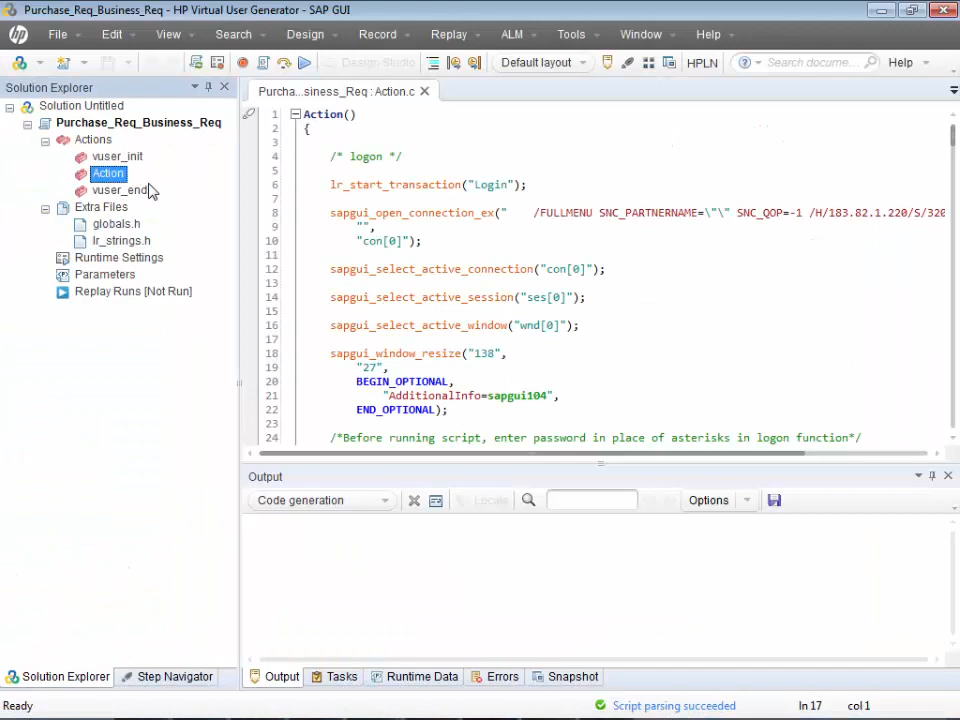 Purchase_Req_Business_Req - HP Virtual User Generator - SAP GUI
hp File Edit View Search Design Record Replay ALM Tools Window Help
Design Studio Default layout HPLN Search docume... Help
Solution Explorer
Solution Untitled
Purchase_Req_Business_Req
Actions
vuser_init
Action
vuser_end
Extra Files
globals.h
lr_strings.h
Runtime Settings
Parameters
Replay Runs [Not Run]
Purcha...siness_Req : Action.c
1 Action()
2 {
3
4 /* logon */
5
6 lr_start_transaction("Login");
7
8 sapgui_open_connection_ex(" /FULLMENU SNC_PARTNERNAME=\"\" SNC_QOP=-1 /H/183.82.1.220/S/320
9 "",
10 "con[0]");
11
12 sapgui_select_active_connection("con[0]");
13
14 sapgui_select_active_session("ses[0]");
15
16 sapgui_select_active_window("wnd[0]");
17
18 sapgui_window_resize("138",
19 "27",
20 BEGIN_OPTIONAL,
21 "AdditionalInfo=sapgui104",
22 END_OPTIONAL);
23
24 /*Before running script, enter password in place of asterisks in logon function*/
Output
Code generation Locate Options
Solution Explorer Step Navigator Output Tasks Runtime Data Errors Snapshot
Ready Script parsing succeeded ln 17 col 1